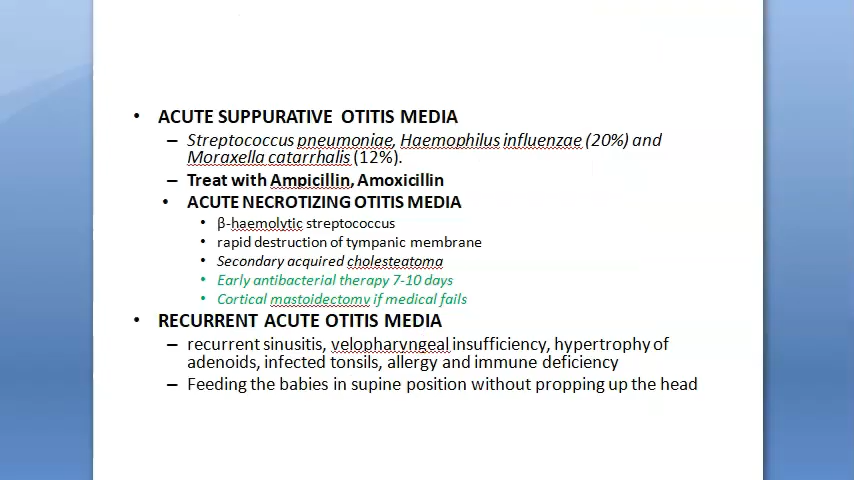 • ACUTE SUPPURATIVE OTITIS MEDIA
– Streptococcus pneumoniae, Haemophilus influenzae (20%) and
Moraxella catarrhalis (12%).
– Treat with Ampicillin, Amoxicillin
• ACUTE NECROTIZING OTITIS MEDIA
• β-haemolytic streptococcus
• rapid destruction of tympanic membrane
• Secondary acquired cholesteatoma
• Early antibacterial therapy 7-10 days
• Cortical mastoidectomy if medical fails
• RECURRENT ACUTE OTITIS MEDIA
– recurrent sinusitis, velopharyngeal insufficiency, hypertrophy of
adenoids, infected tonsils, allergy and immune deficiency
– Feeding the babies in supine position without propping up the head